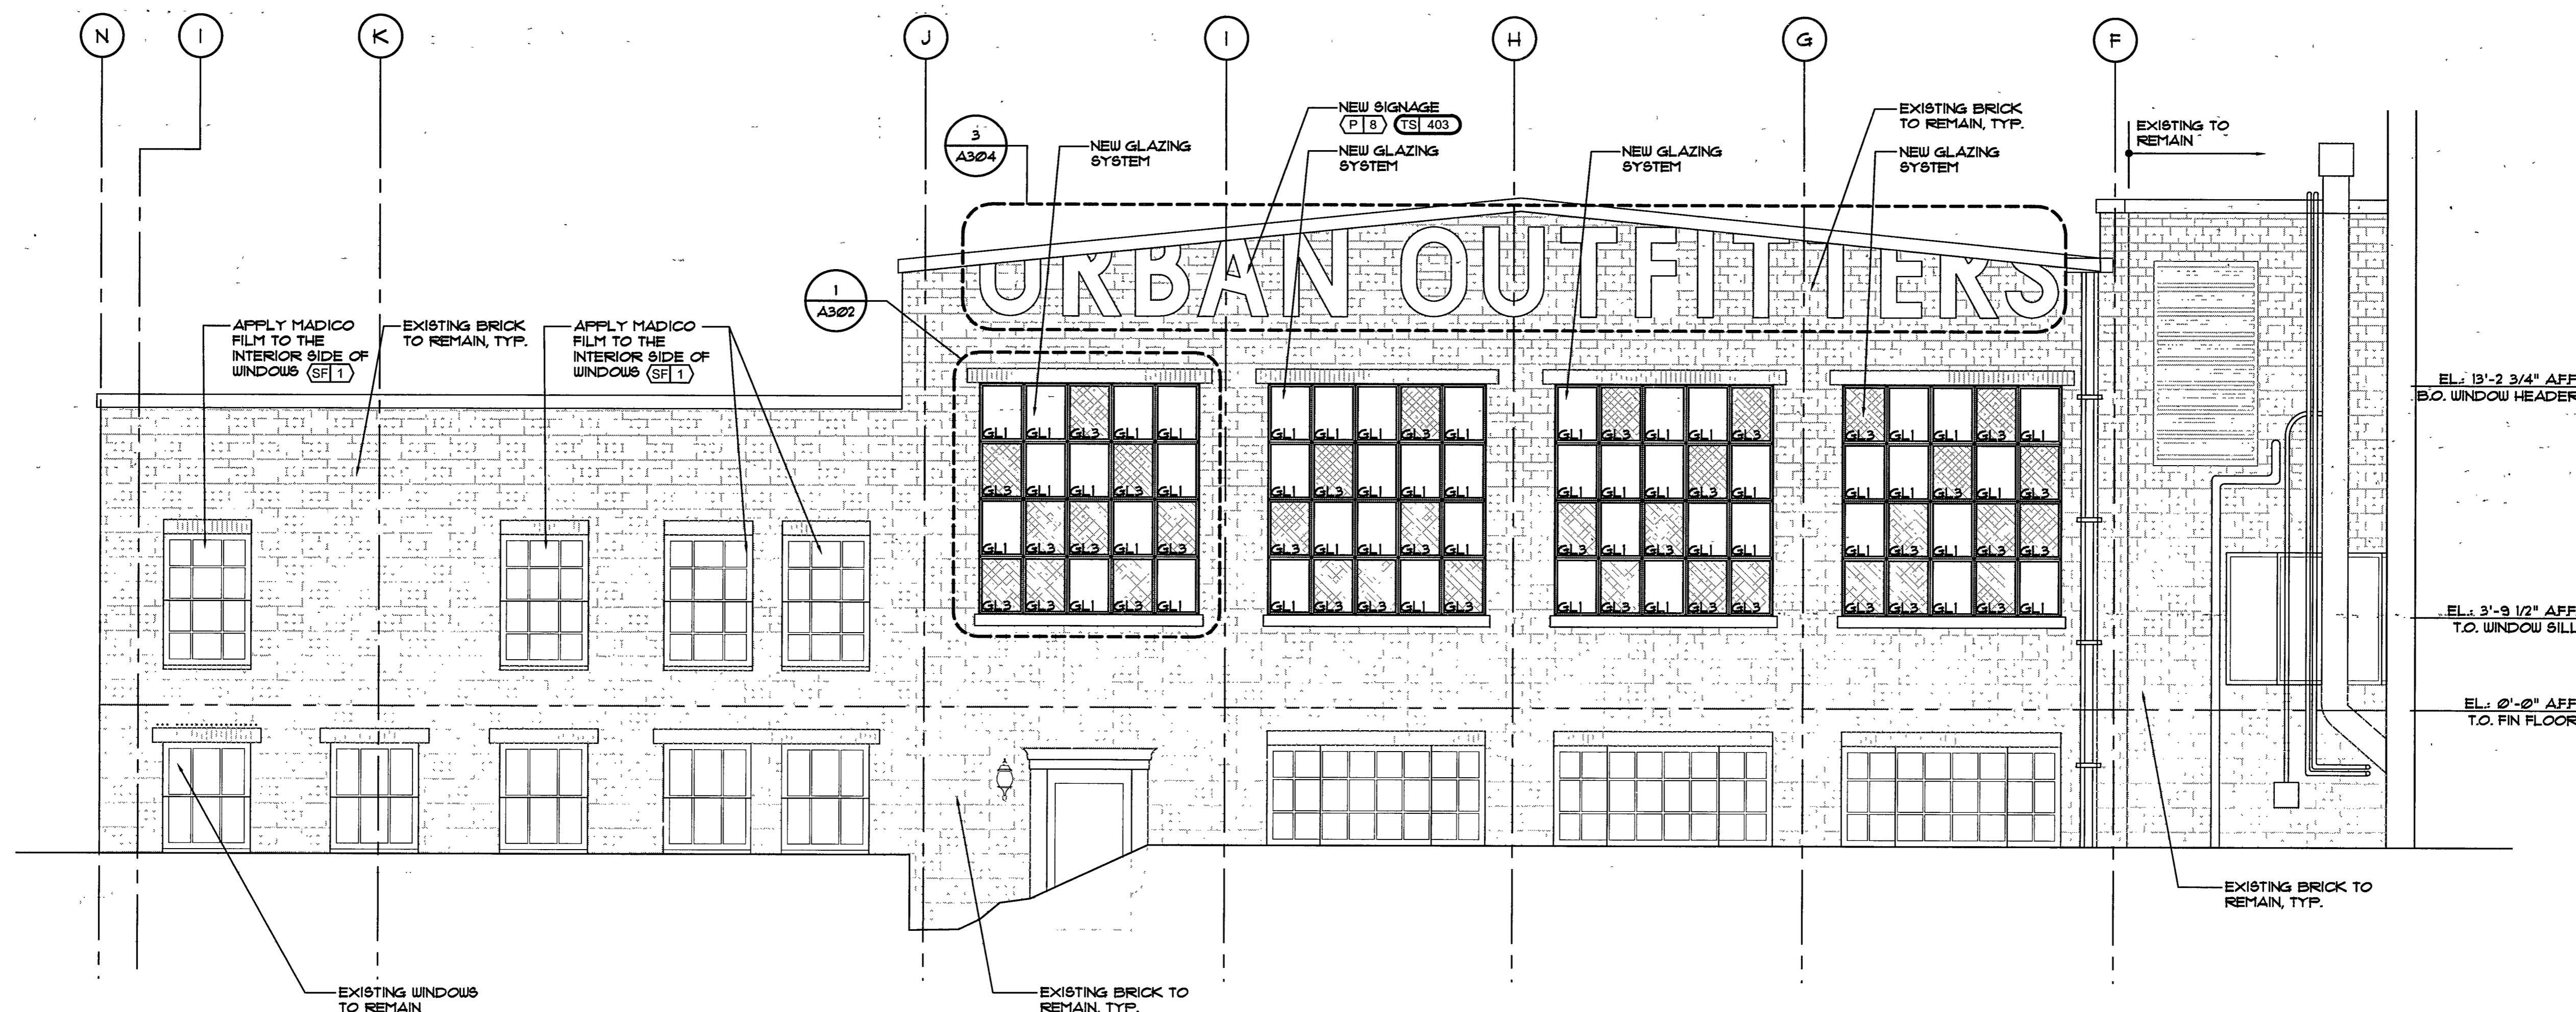 N
1
K
J
I
H
G
F
NEW SIGNAGE
P 8 TS 403
EXISTING BRICK
TO REMAIN, TYP.
EXISTING TO
REMAIN
3
A304
NEW GLAZING
SYSTEM
NEW GLAZING
SYSTEM
NEW GLAZING
SYSTEM
NEW GLAZING
SYSTEM
URBAN OUTFITTERS
1
A302
APPLY MADICO
FILM TO THE
INTERIOR SIDE OF
WINDOWS SF 1
EXISTING BRICK
TO REMAIN, TYP.
APPLY MADICO
FILM TO THE
INTERIOR SIDE OF
WINDOWS SF 1
EL.: 13'-2 3/4" A.F.F.
B.O. WINDOW HEADER
GL1 GL1 GL3 GL1 GL1
GL3 GL1 GL1 GL3 GL1
GL1 GL3 GL3 GL1 GL3
GL3 GL3 GL1 GL3 GL1
GL1 GL1 GL1 GL3 GL1
GL1 GL3 GL1 GL1 GL1
GL3 GL1 GL1 GL3 GL1
GL1 GL3 GL3 GL1 GL3
GL1 GL3 GL1 GL1 GL3
GL1 GL1 GL1 GL3 GL1
GL3 GL1 GL3 GL1 GL1
GL1 GL3 GL1 GL3 GL3
GL3 GL1 GL1 GL3 GL1
GL1 GL1 GL3 GL1 GL3
GL1 GL3 GL1 GL3 GL3
GL3 GL3 GL1 GL3 GL1
EL.: 3'-9 1/2" A.F.F.
T.O. WINDOW SILL
EL.: 0'-0" A.F.F.
T.O. FIN FLOOR
EXISTING BRICK TO
REMAIN, TYP.
EXISTING WINDOWS
TO REMAIN
EXISTING BRICK TO
REMAIN, TYP.